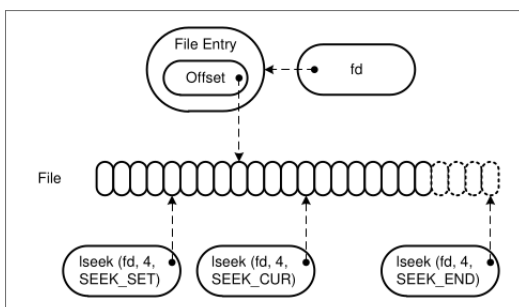 File Entry
Offset
fd
File
lseek (fd, 4,
SEEK_SET)
lseek (fd, 4,
SEEK_CUR)
lseek (fd, 4,
SEEK_END)